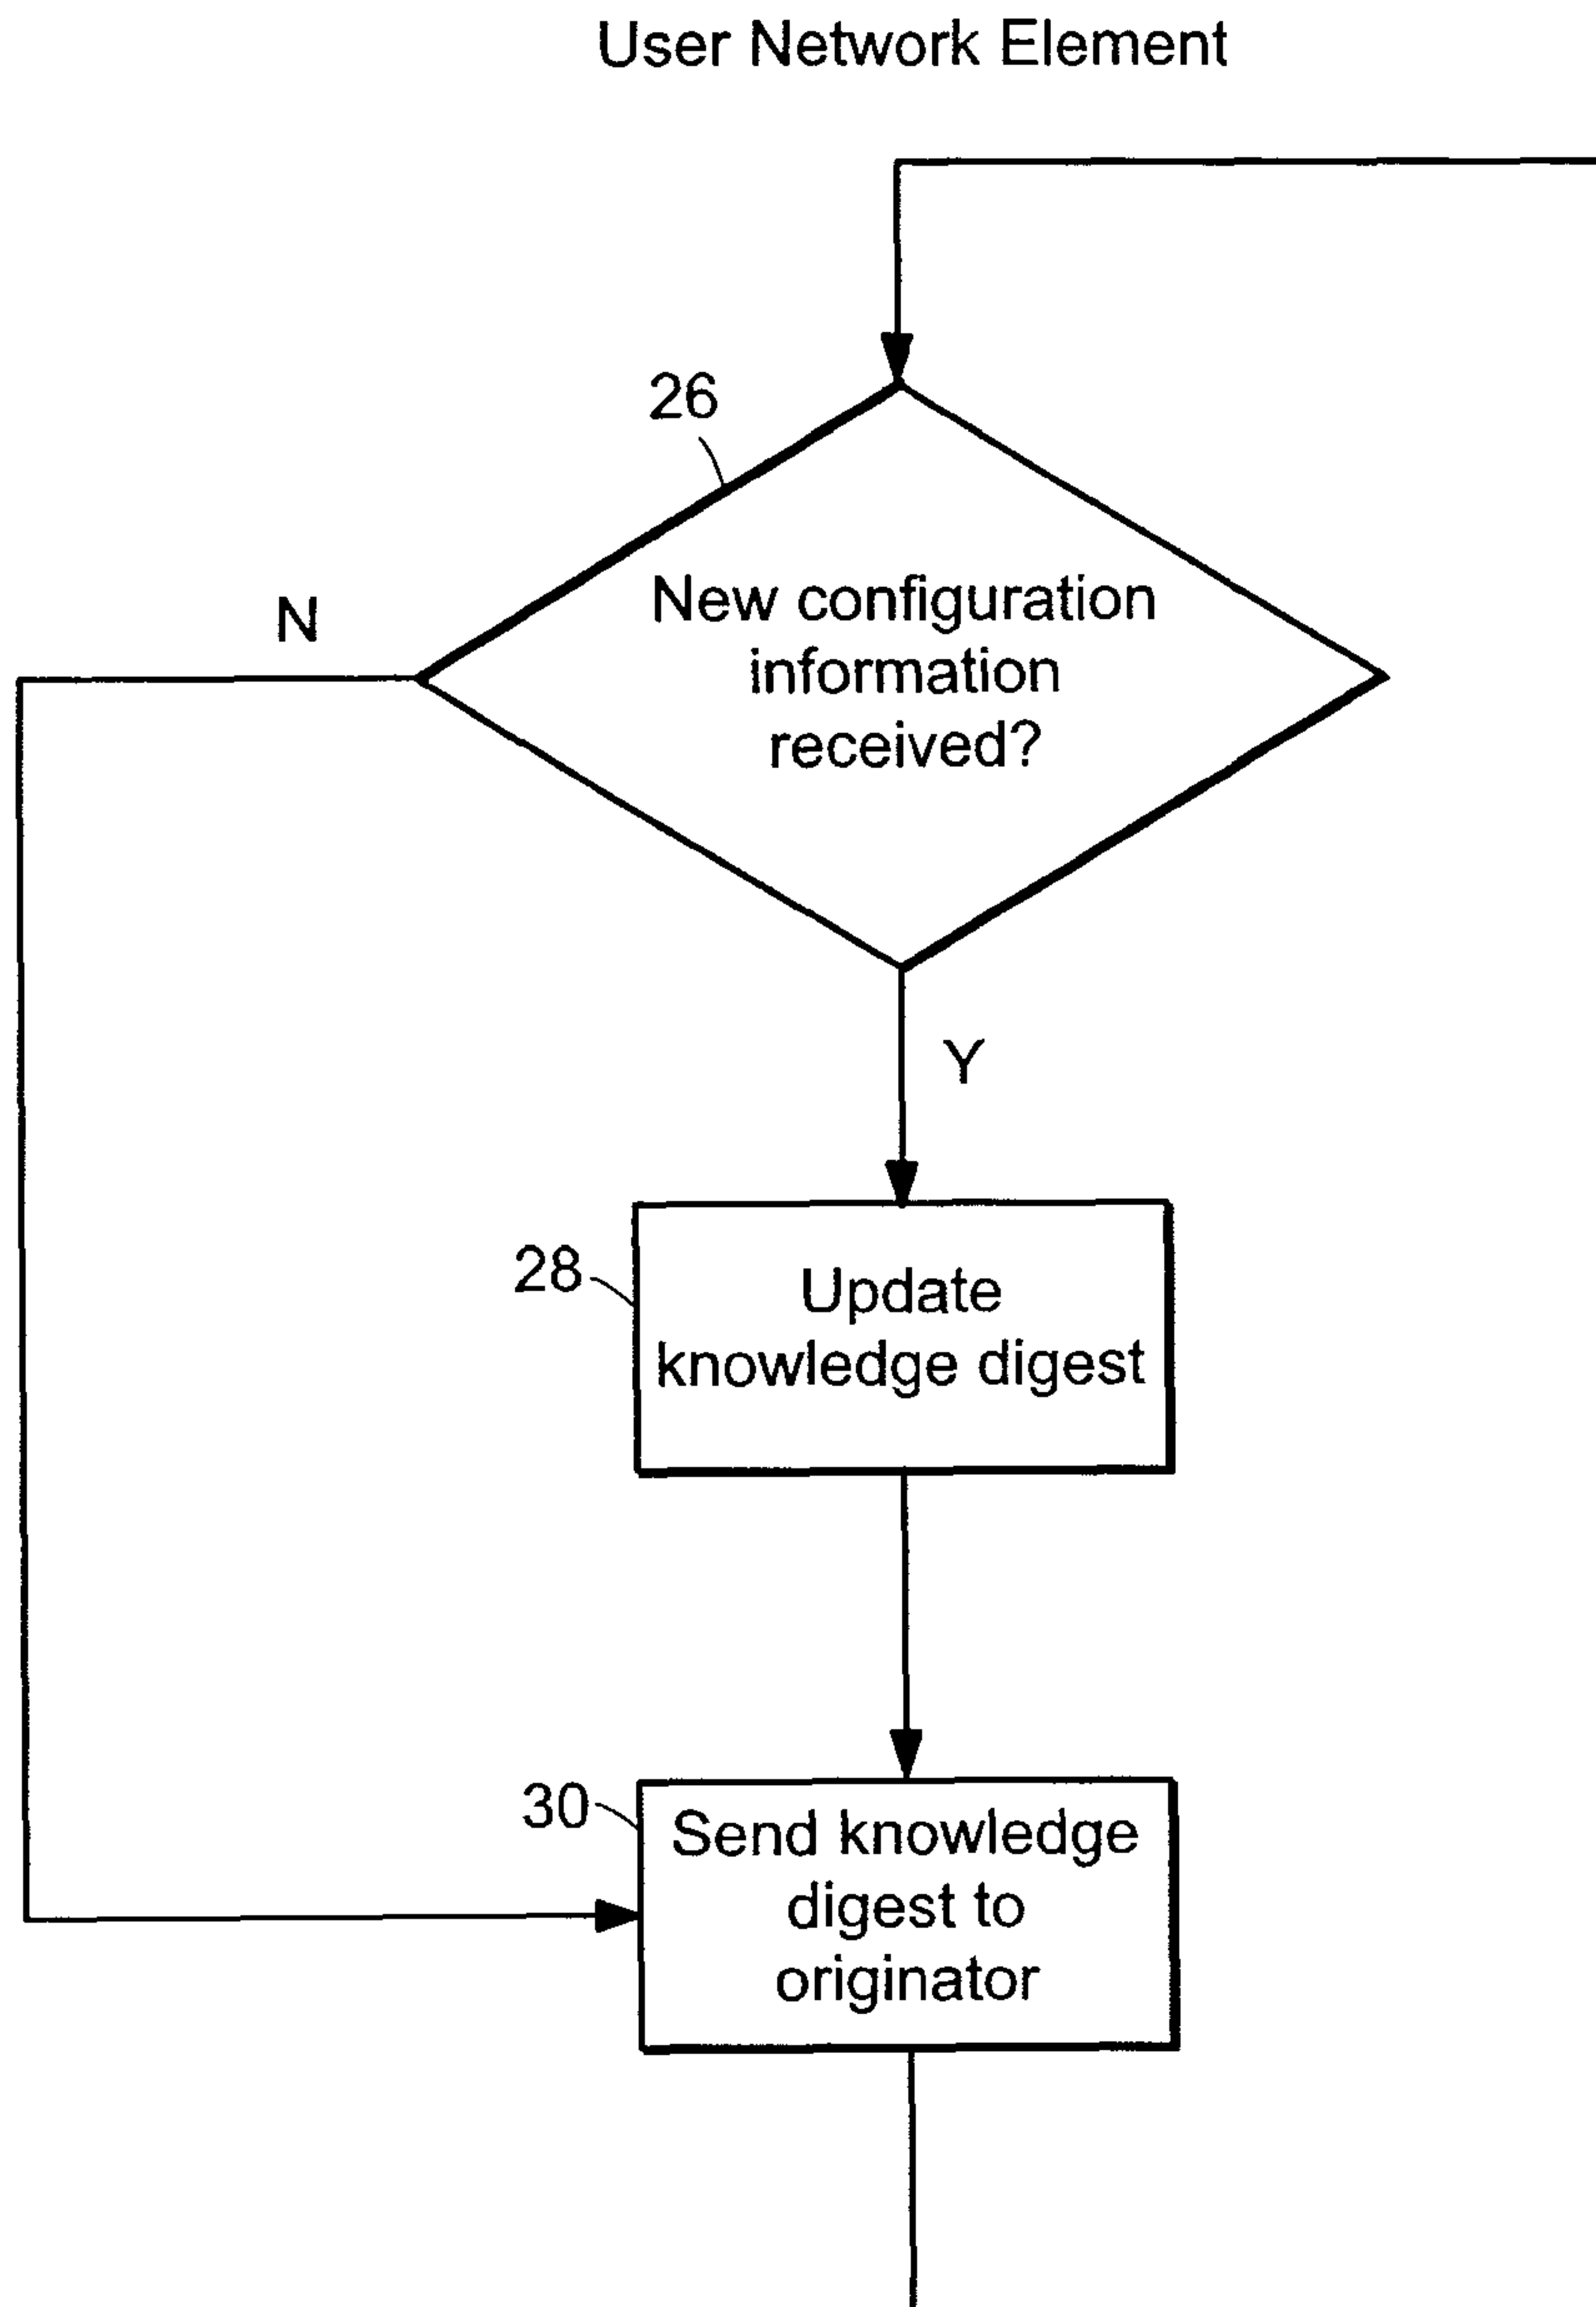 User Network Element
26
New configuration
information
received?
N
Y
28
Update
knowledge digest
30
Send knowledge
digest to
originator